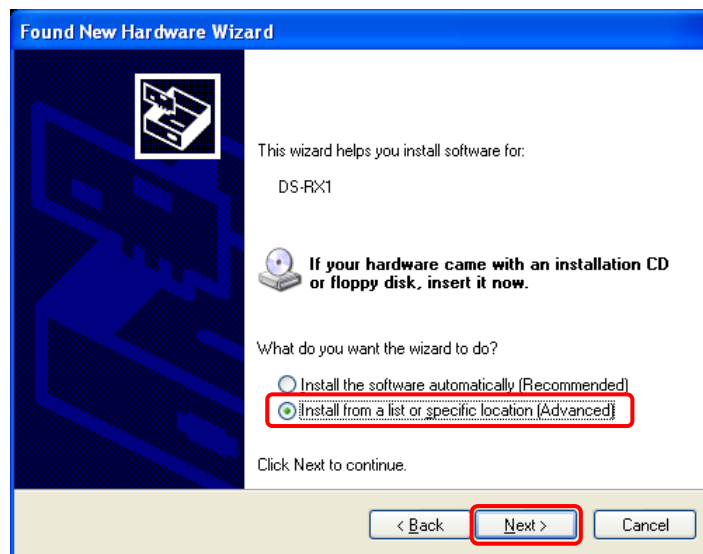 Found New Hardware Wizard
This wizard helps you install software for:
DS-RX1
If your hardware came with an installation CD
or floppy disk, insert it now.
What do you want the wizard to do?
Install the software automatically (Recommended)
Install from a list or specific location (Advanced)
Click Next to continue.
< Back Next > Cancel